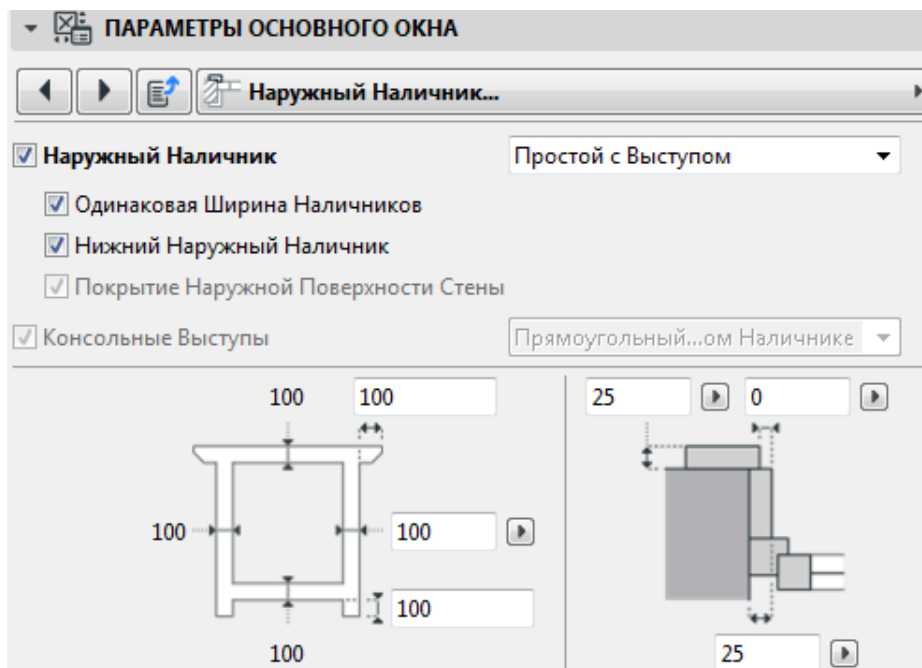 ПАРАМЕТРЫ ОСНОВНОГО ОКНА
Наружный Наличник...
Наружный Наличник Простой с Выступом
Одинаковая Ширина Наличников
Нижний Наружный Наличник
Покрытие Наружной Поверхности Стены
Консольные Выступы Прямоугольный...ом Наличнике
100 100 25 0
100 100
100
100 25